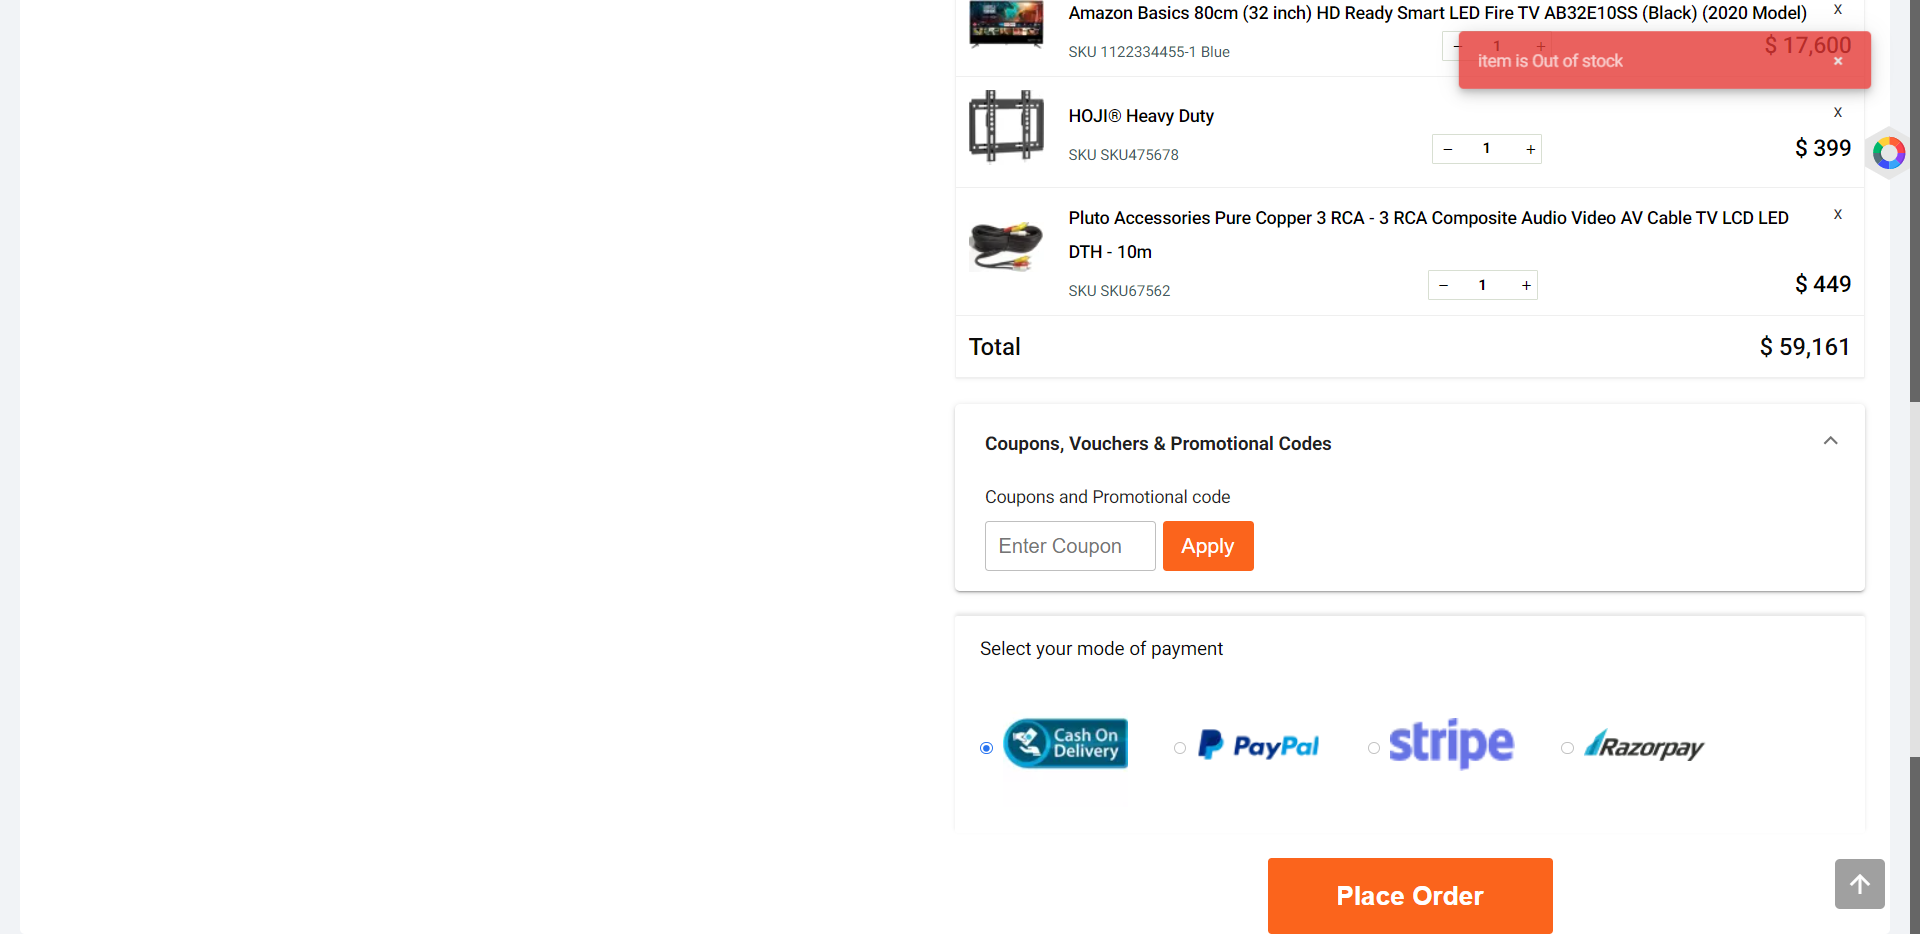 Amazon Basics 80cm (32 inch) HD Ready Smart LED Fire TV AB32E10SS (Black) (2020 Model)
x
SKU 1122334455-1 Blue
− 1 +
$ 17,600
item is Out of stock
×
HOJI® Heavy Duty
x
SKU SKU475678
− 1 +
$ 399
Pluto Accessories Pure Copper 3 RCA - 3 RCA Composite Audio Video AV Cable TV LCD LED
x
DTH - 10m
SKU SKU67562
− 1 +
$ 449
Total
$ 59,161
Coupons, Vouchers & Promotional Codes
Coupons and Promotional code
Enter Coupon
Apply
Select your mode of payment
Cash On
Delivery
PayPal
stripe
Razorpay
Place Order